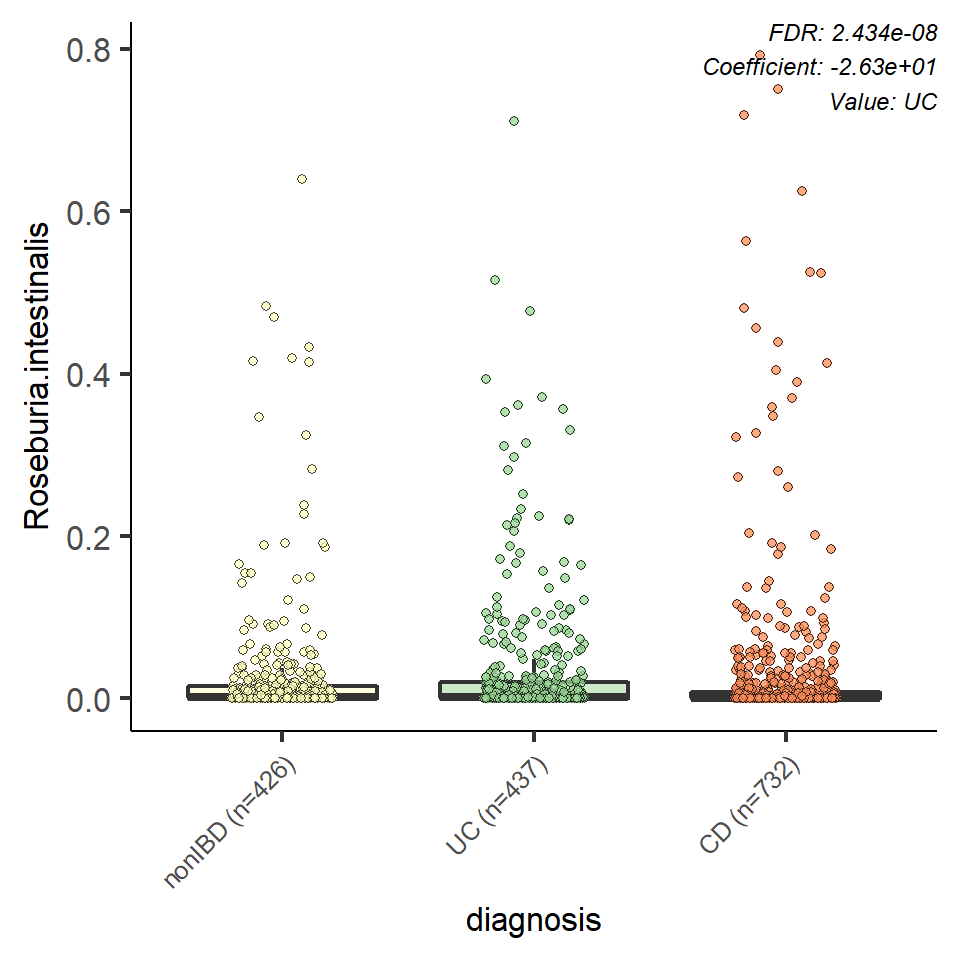 FDR: 2.434e-08
Coefficient: -2.63e+01
Value: UC
Roseburia.intestinalis
0.8
0.6
0.4
0.2
0.0
nonIBD (n=426)
UC (n=437)
CD (n=732)
diagnosis